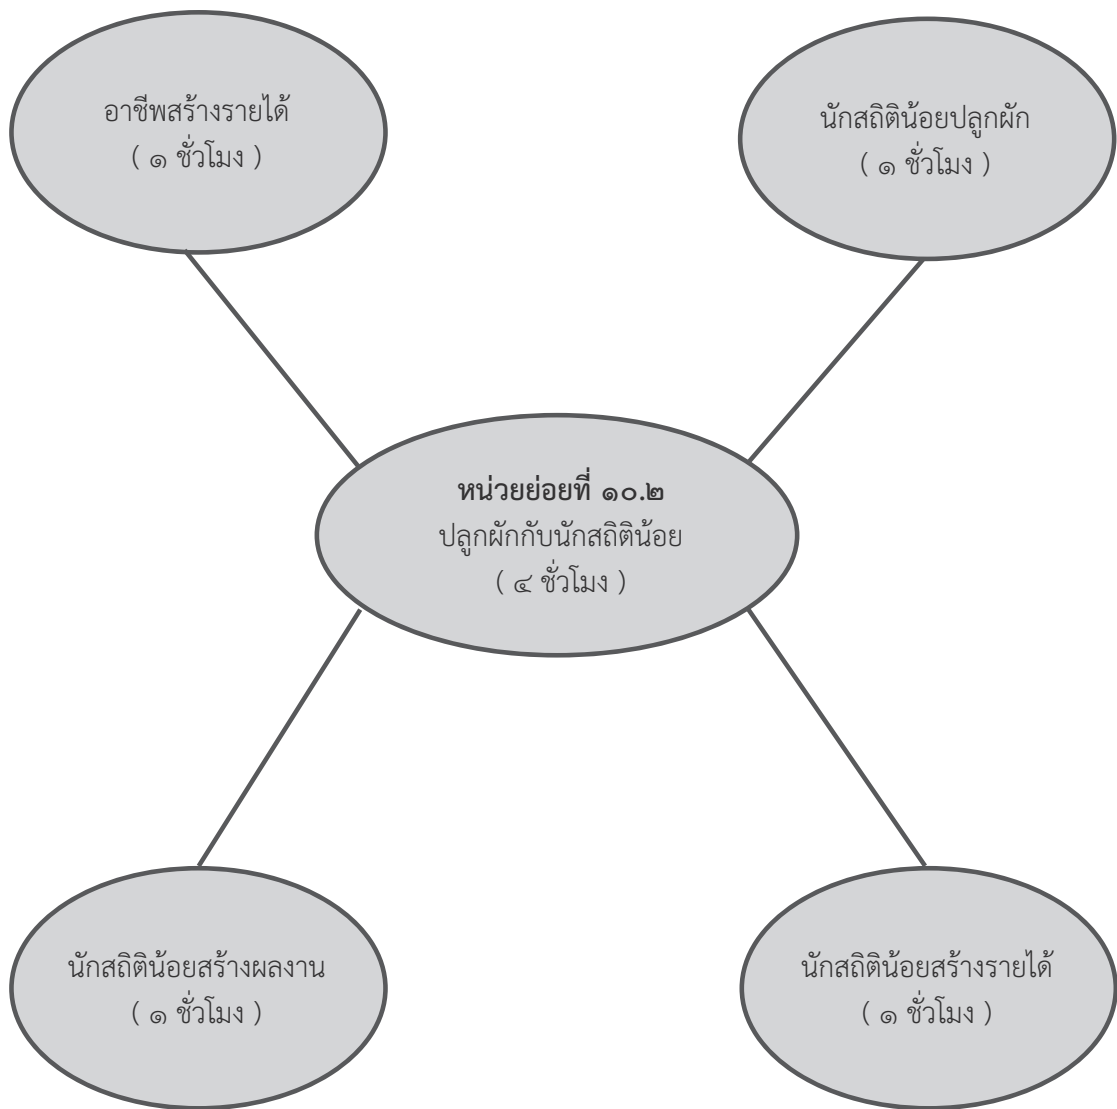 อาชีพสร้างรายได้
( ๑ ชั่วโมง )
นักสถิติน้อยปลูกผัก
( ๑ ชั่วโมง )
หน่วยย่อยที่ ๑๐.๒
ปลูกผักกับนักสถิติน้อย
( ๔ ชั่วโมง )
นักสถิติน้อยสร้างผลงาน
( ๑ ชั่วโมง )
นักสถิติน้อยสร้างรายได้
( ๑ ชั่วโมง )